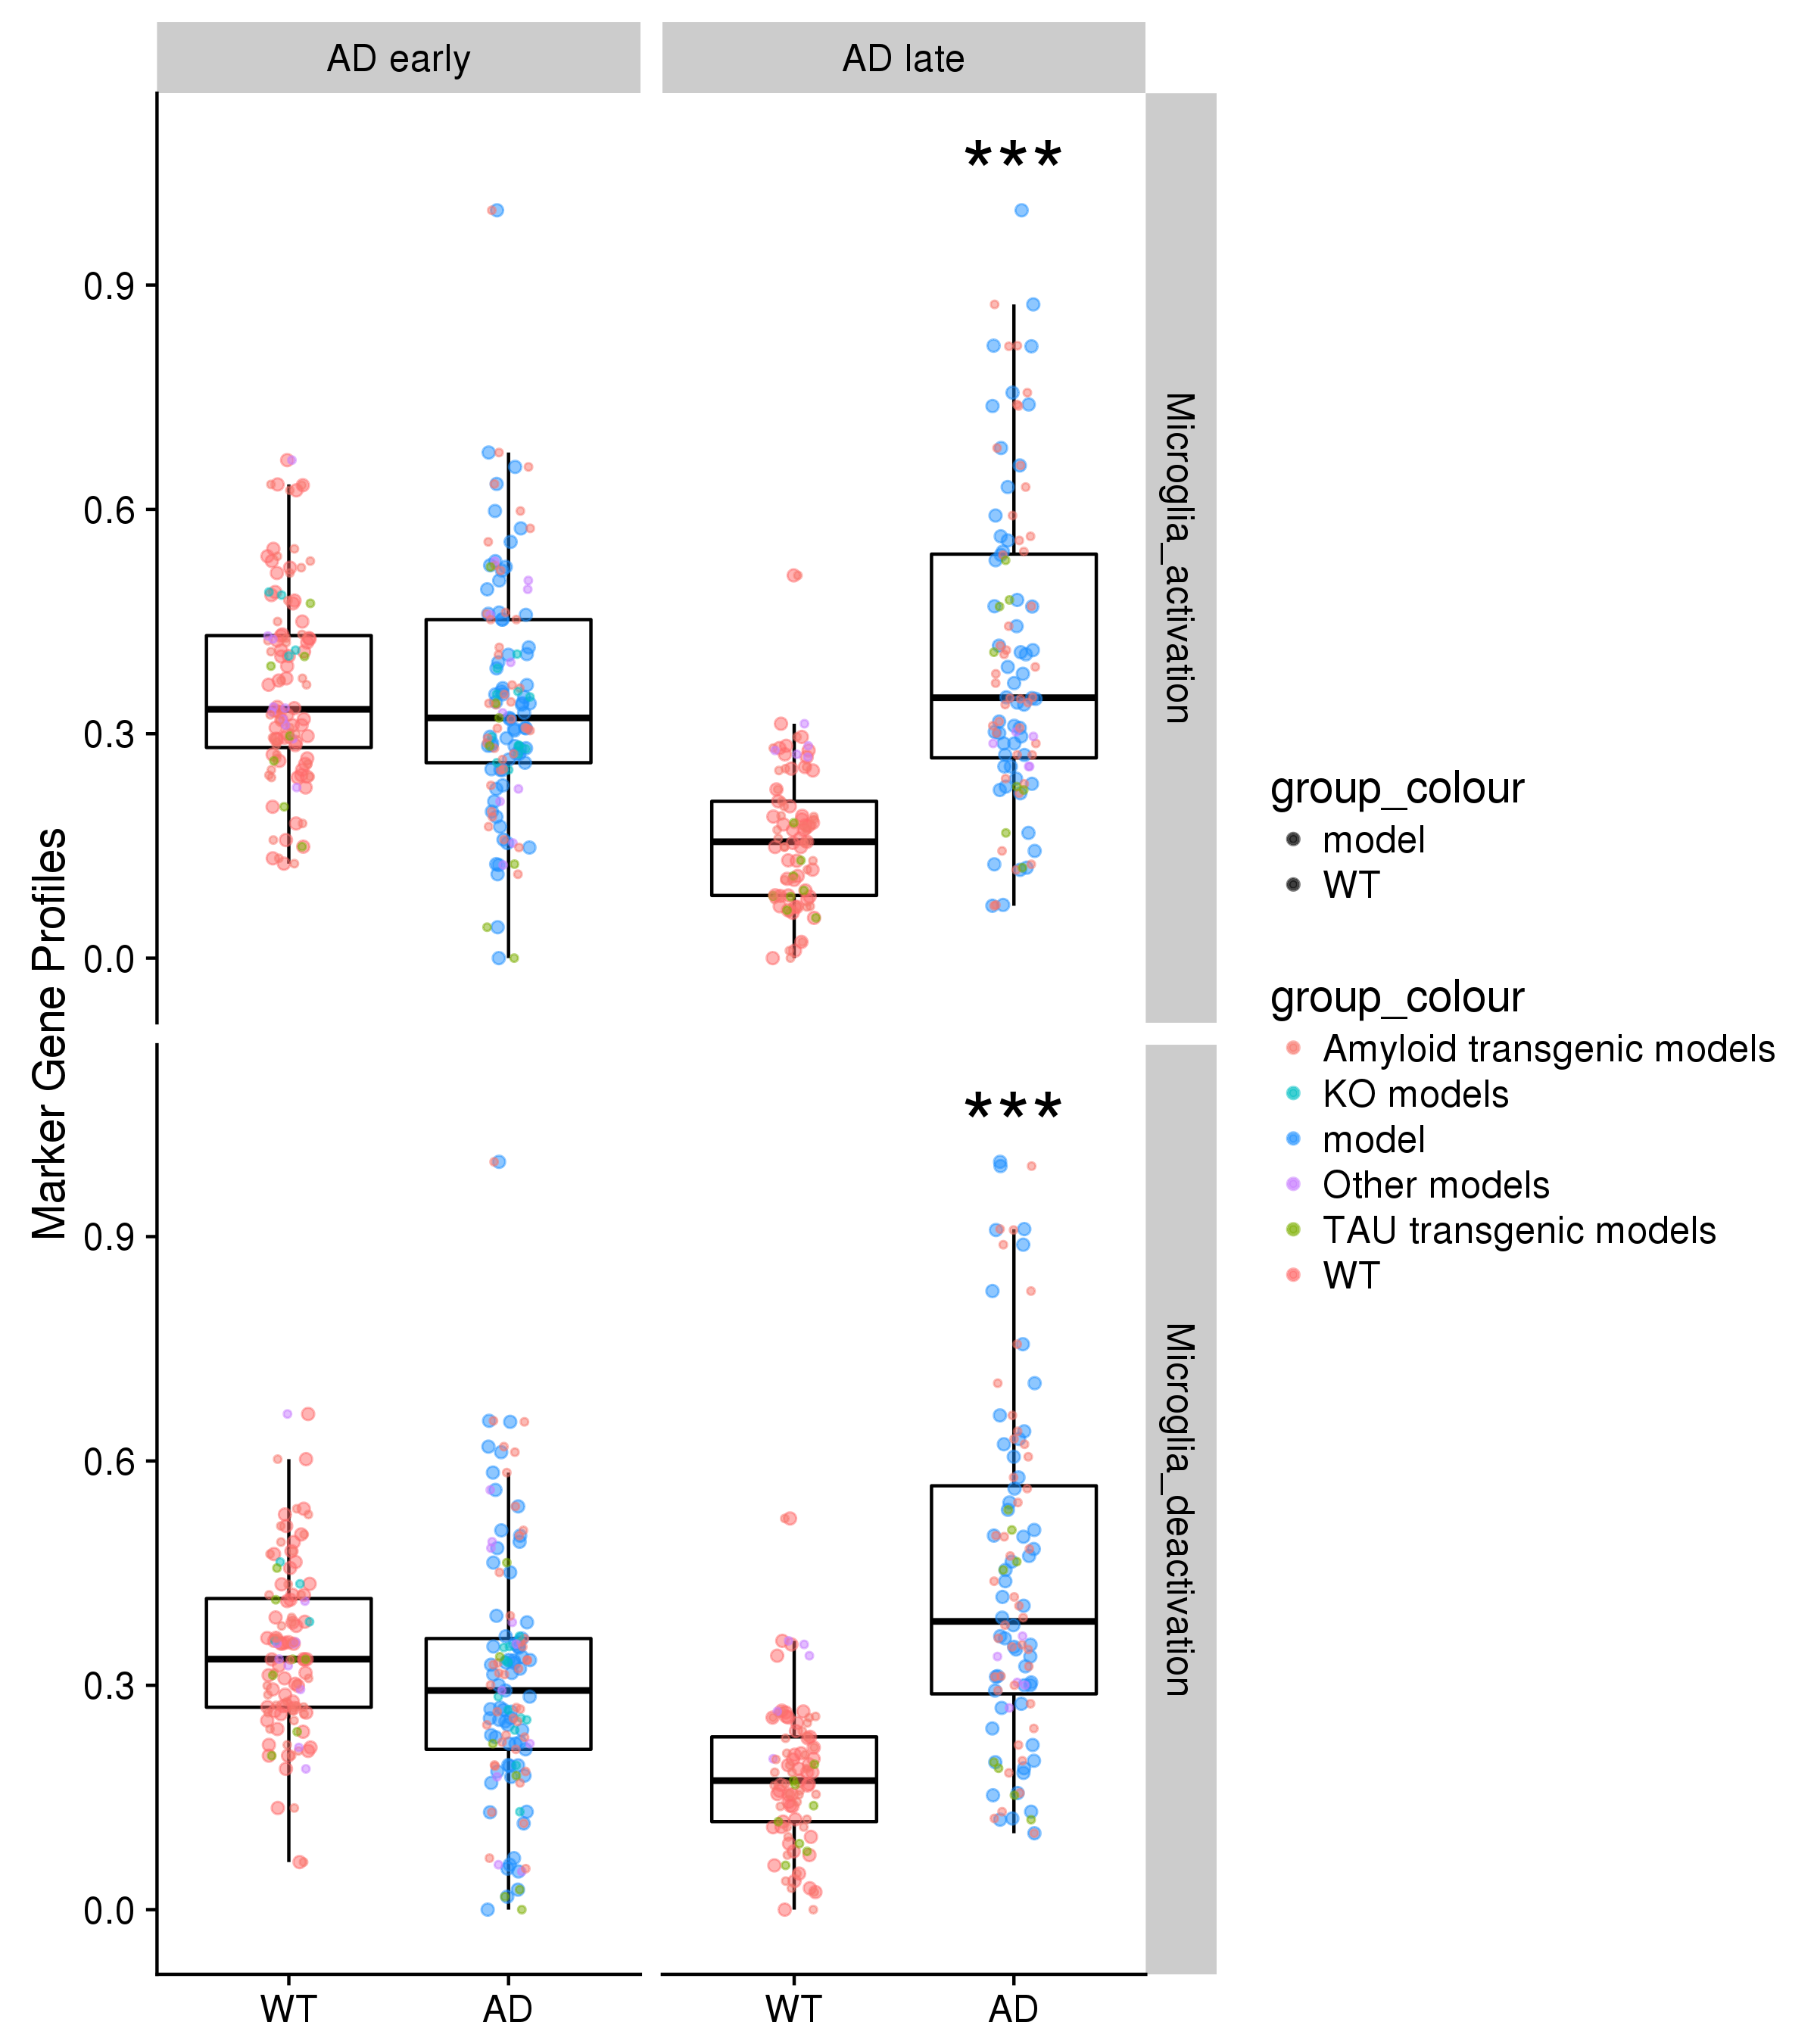 AD early
AD late
***
0.9
0.6
0.3
0.0
Microglia_activation
Marker Gene Profiles
***
0.9
0.6
0.3
0.0
Microglia_deactivation
WT
AD
WT
AD
group_colour
model
WT
group_colour
Amyloid transgenic models
KO models
model
Other models
TAU transgenic models
WT